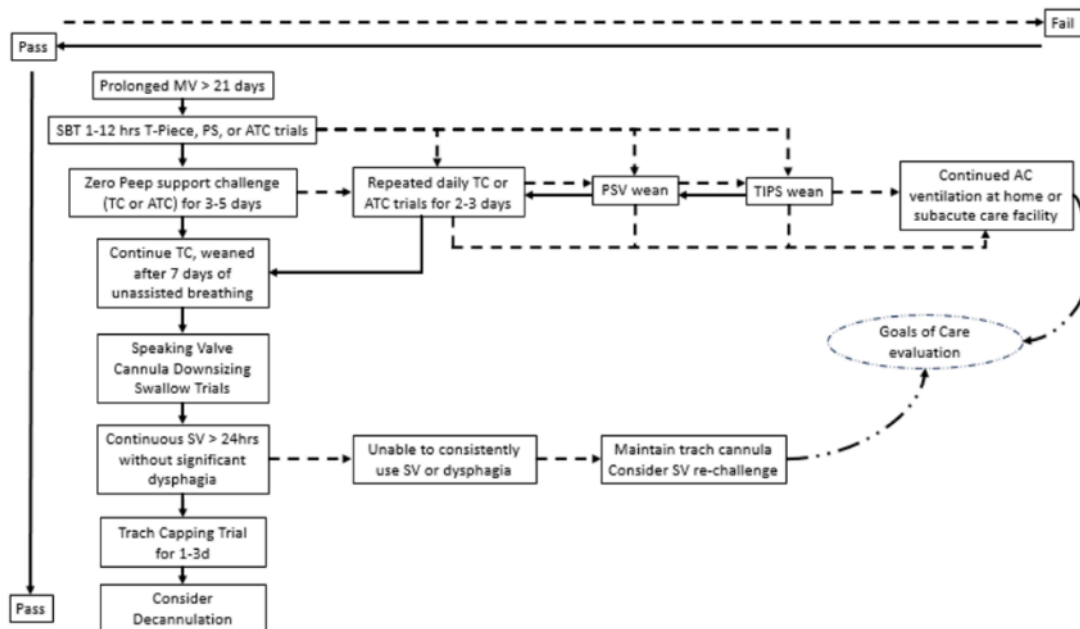 Fail
Pass
Prolonged MV > 21 days
SBT 1-12 hrs T-Piece, PS, or ATC trials
Zero Peep support challenge
(TC or ATC) for 3-5 days
Repeated daily TC or
ATC trials for 2-3 days
PSV wean
TIPS wean
Continued AC
ventilation at home or
subacute care facility
Continue TC, weaned
after 7 days of
unassisted breathing
Goals of Care
evaluation
Speaking Valve
Cannula Downsizing
Swallow Trials
Continuous SV > 24hrs
without significant
dysphagia
Unable to consistently
use SV or dysphagia
Maintain trach cannula
Consider SV re-challenge
Trach Capping Trial
for 1-3d
Consider
Decannulation
Pass